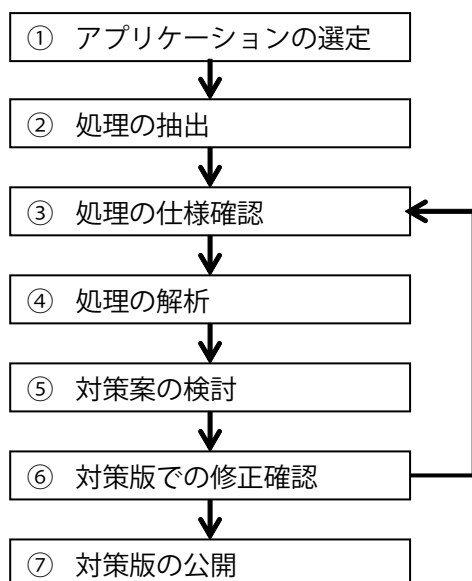 ① アプリケーションの選定
② 処理の抽出
③ 処理の仕様確認
④ 処理の解析
⑤ 対策案の検討
⑥ 対策版での修正確認
⑦ 対策版の公開